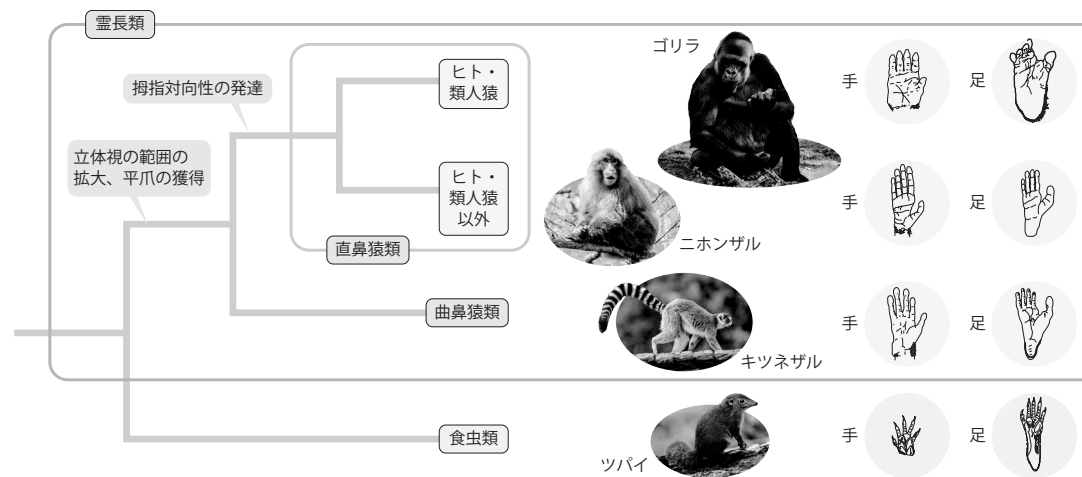 霊長類
拇指対向性の発達
立体視の範囲の
拡大、平爪の獲得
ヒト・
類人猿
ヒト・
類人猿
以外
直鼻猿類
曲鼻猿類
食虫類
ゴリラ
手
足
ニホンザル
手
足
キツネザル
手
足
ツパイ
手
足